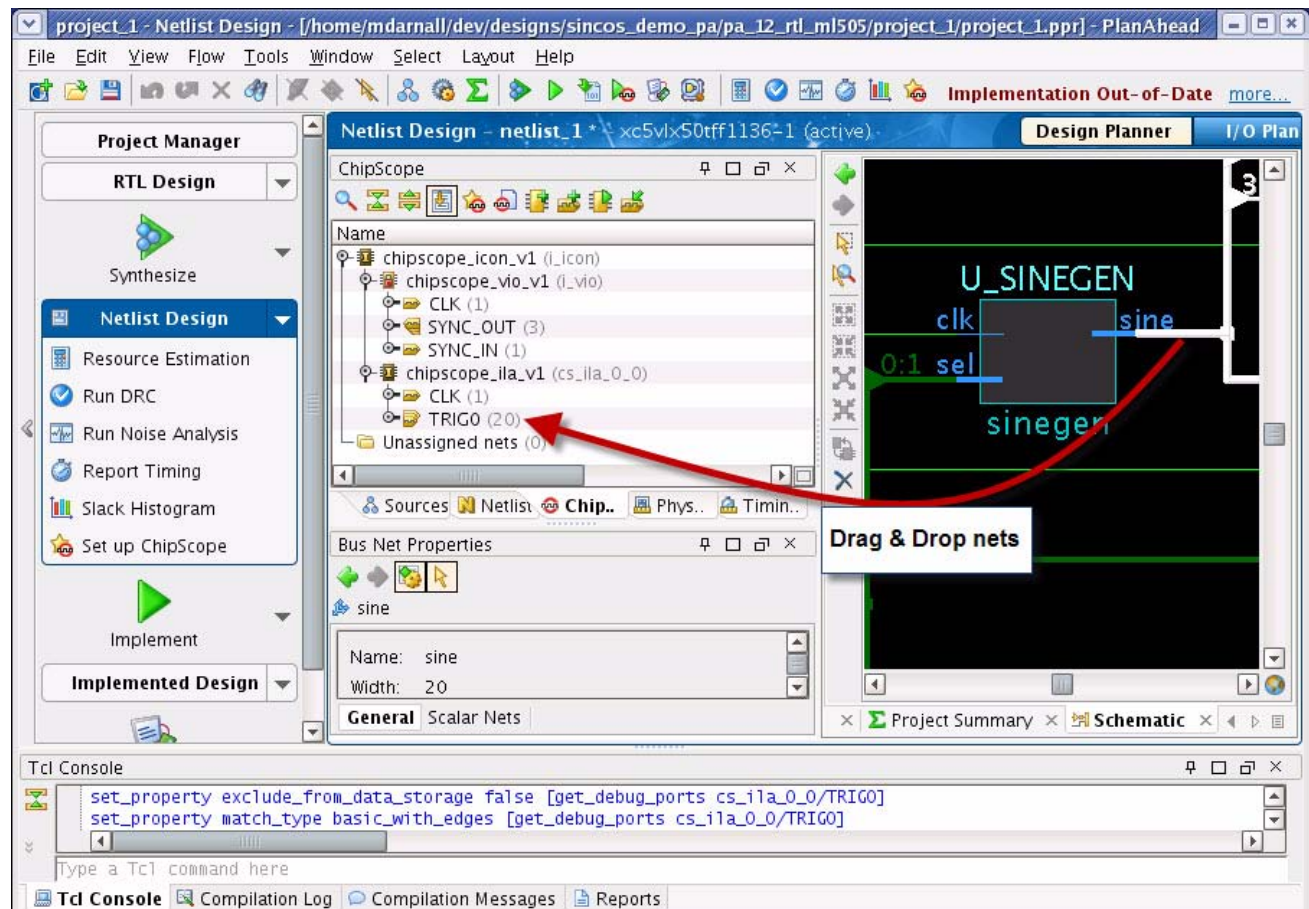 project_1 - Netlist Design - [/home/mdarnall/dev/designs/sincos_demo_pa/pa_12_rtl_ml505/project_1/project_1.ppr] - PlanAhead
File Edit View Flow Tools Window Select Layout Help
Implementation Out-of-Date more...
Project Manager
RTL Design
Synthesize
Netlist Design
Resource Estimation
Run DRC
Run Noise Analysis
Report Timing
Slack Histogram
Set up ChipScope
Implement
Implemented Design
Netlist Design - netlist_1 * - xc5vlx50tff1136-1 (active)
Design Planner
I/O Plan
ChipScope
Name
chipscope_icon_v1 (i_icon)
chipscope_vio_v1 (i_vio)
CLK (1)
SYNC_OUT (3)
SYNC_IN (1)
chipscope_ila_v1 (cs_ila_0_0)
CLK (1)
TRIG0 (20)
Unassigned nets (0)
Sources Netlist Chip.. Phys.. Timin..
Bus Net Properties
sine
Name: sine
Width: 20
General Scalar Nets
3
U_SINEGEN
clk sine
0:1 sel
sinegen
Drag & Drop nets
Project Summary Schematic
Tcl Console
set_property exclude_from_data_storage false [get_debug_ports cs_ila_0_0/TRIG0]
set_property match_type basic_with_edges [get_debug_ports cs_ila_0_0/TRIG0]
Type a Tcl command here
Tcl Console Compilation Log Compilation Messages Reports